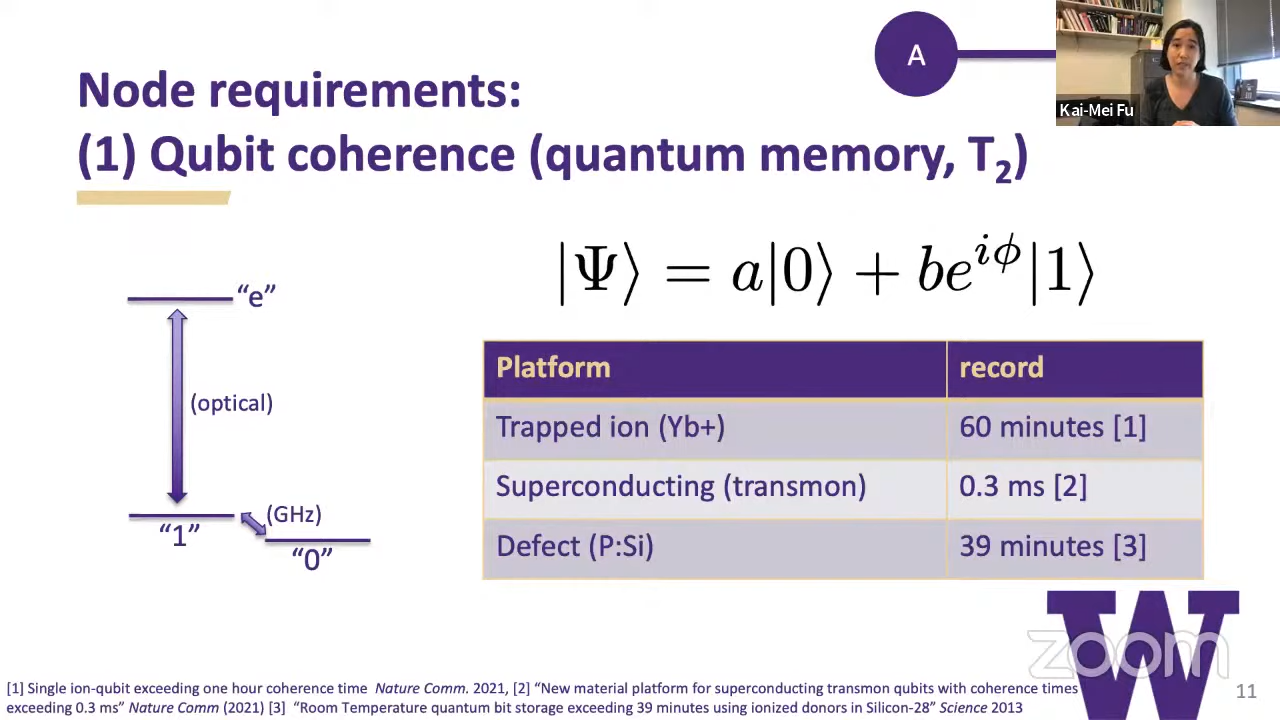 A
Kai-Mei Fu
Node requirements:
(1) Qubit coherence (quantum memory, T₂)
|Ψ⟩ = a|0⟩ + be^{iϕ}|1⟩
“e”
(optical)
(GHz)
“1”
“0”
Platform record
Trapped ion (Yb+) 60 minutes [1]
Superconducting (transmon) 0.3 ms [2]
Defect (P:Si) 39 minutes [3]
W
zoom
[1] Single ion-qubit exceeding one hour coherence time Nature Comm. 2021, [2] “New material platform for superconducting transmon qubits with coherence times
exceeding 0.3 ms” Nature Comm (2021) [3] “Room Temperature quantum bit storage exceeding 39 minutes using ionized donors in Silicon-28” Science 2013
11